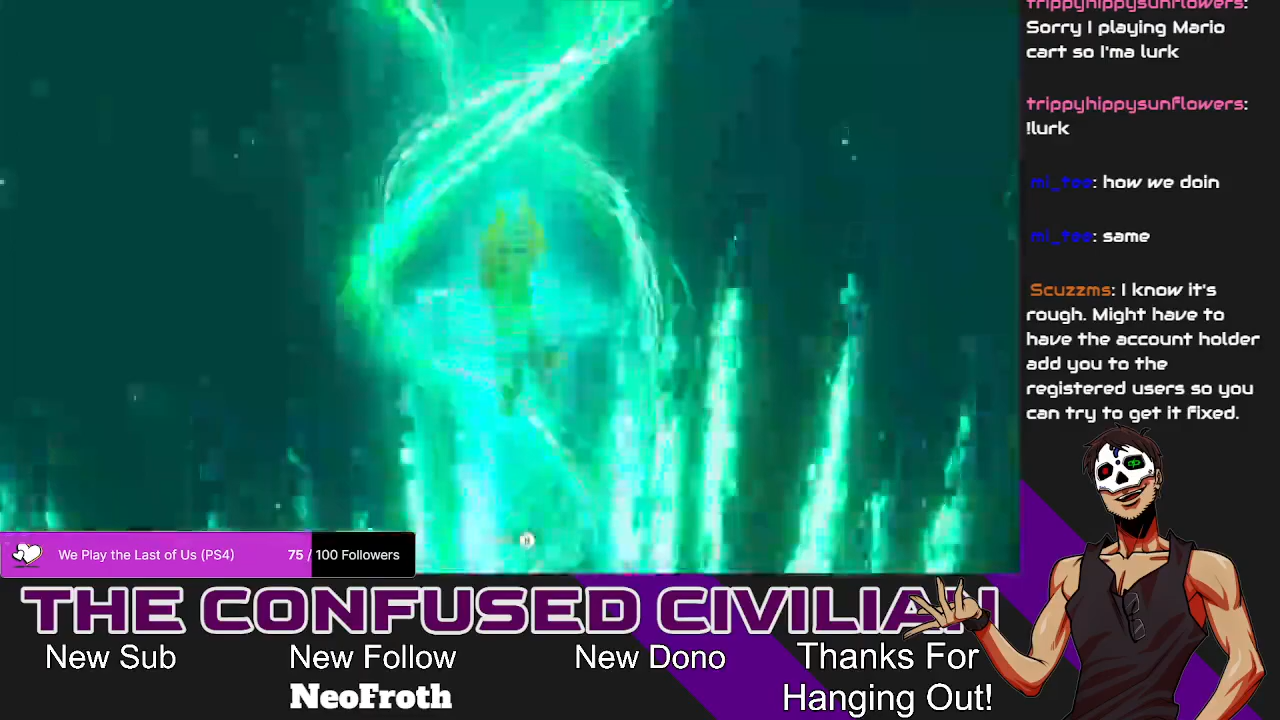 trippyhippysunflowers:
Sorry I playing Mario
cart so I'ma lurk
trippyhippysunflowers:
!lurk
mi_too: how we doin
mi_too: same
Scuzzms: I know it's
rough. Might have to
have the account holder
add you to the
registered users so you
can try to get it fixed.
We Play the Last of Us (PS4) 75 / 100 Followers
THE CONFUSED CIVILIAN
New Sub New Follow New Dono Thanks For
NeoFroth Hanging Out!